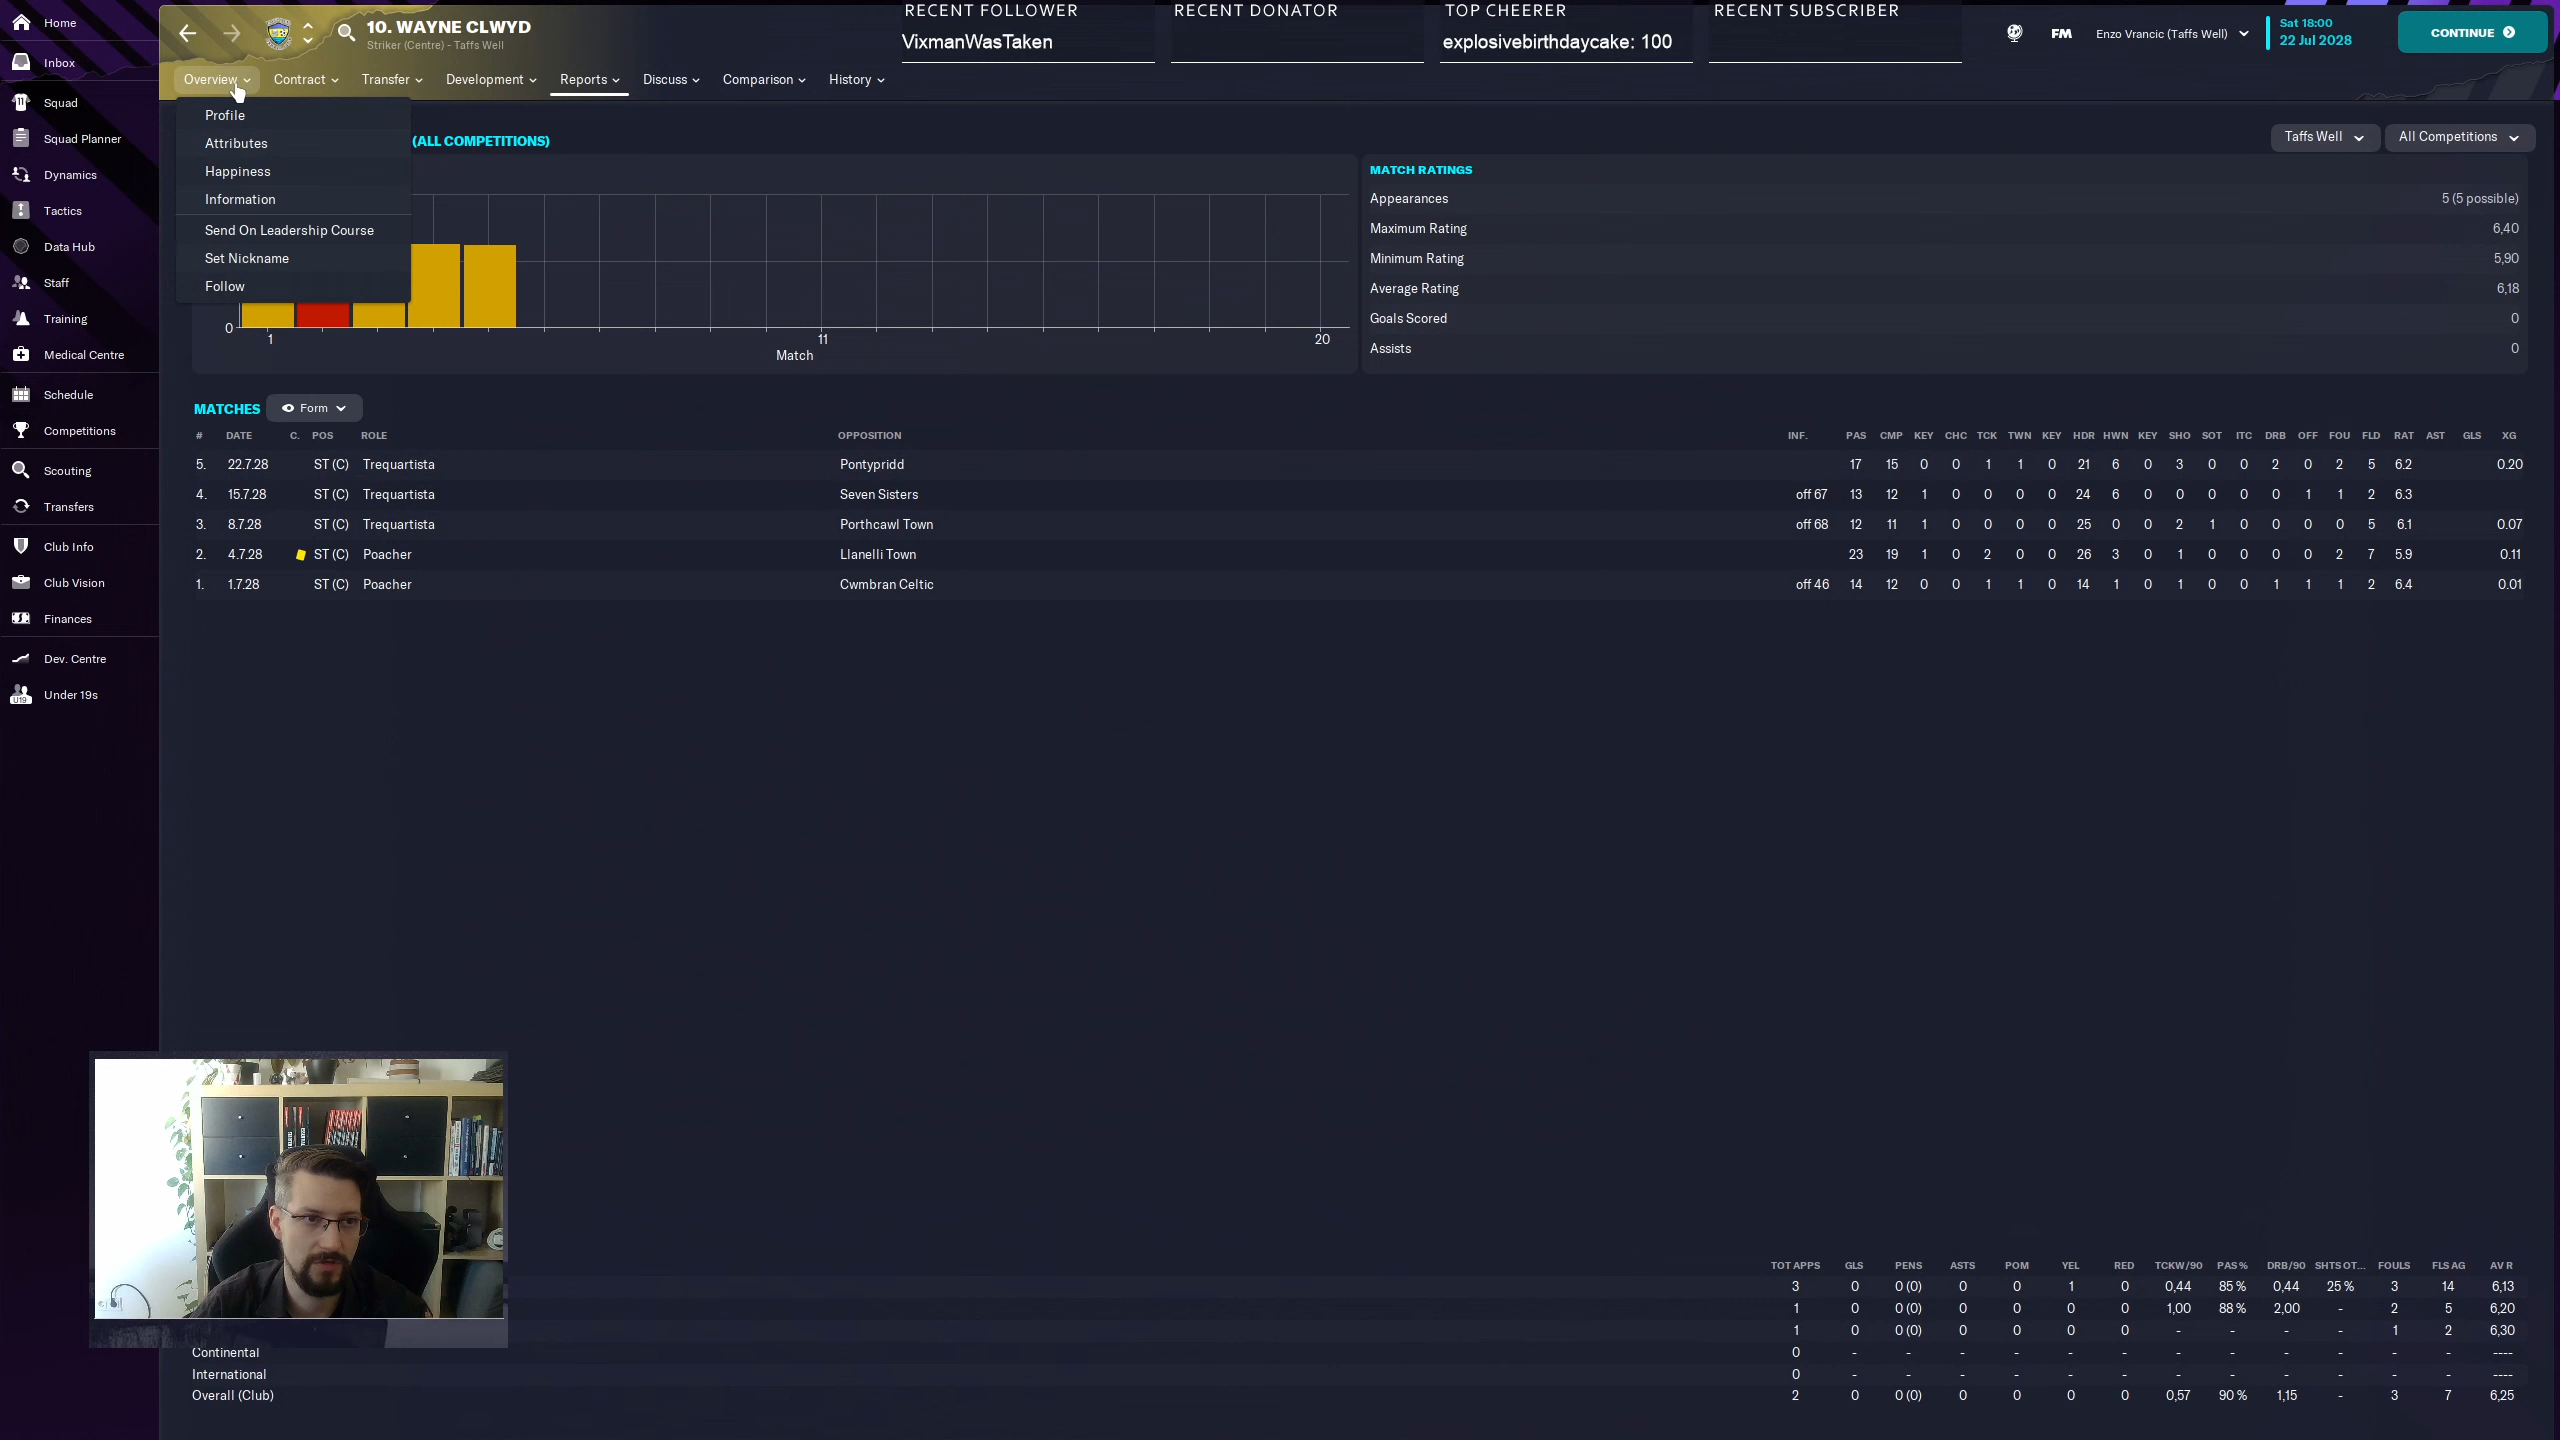 Home
Inbox
Squad
Squad Planner
Dynamics
Tactics
Data Hub
Staff
Training
Medical Centre
Schedule
Competitions
Scouting
Transfers
Club Info
Club Vision
Finances
Dev. Centre
Under 19s
10. WAYNE CLWYD
Striker (Centre) - Taffs Well
RECENT FOLLOWER
VixmanWasTaken
RECENT DONATOR
TOP CHEERER
explosivebirthdaycake: 100
RECENT SUBSCRIBER
FM
Enzo Vrancic (Taffs Well)
Sat 18:00
22 Jul 2028
CONTINUE
Overview Contract Transfer Development Reports Discuss Comparison History
Profile
Attributes
Happiness
Information
Send On Leadership Course
Set Nickname
Follow
(ALL COMPETITIONS)
Taffs Well
All Competitions
0
1 11 20
Match
MATCH RATINGS
Appearances 5 (5 possible)
Maximum Rating 6,40
Minimum Rating 5,90
Average Rating 6,18
Goals Scored 0
Assists 0
MATCHES Form
# DATE C. POS ROLE OPPOSITION INF. PAS CMP KEY CHC TCK TWN KEY HDR HWN KEY SHO SOT ITC DRB OFF FOU FLD RAT AST GLS XG
5. 22.7.28 ST (C) Trequartista Pontypridd 17 15 0 0 1 1 0 21 6 0 3 0 0 2 0 2 5 6.2 0.20
4. 15.7.28 ST (C) Trequartista Seven Sisters off 67 13 12 1 0 0 0 0 24 6 0 0 0 0 0 1 1 2 6.3
3. 8.7.28 ST (C) Trequartista Porthcawl Town off 68 12 11 1 0 0 0 0 25 0 0 2 1 0 0 0 0 5 6.1 0.07
2. 4.7.28 ST (C) Poacher Llanelli Town 23 19 1 0 2 0 0 26 3 0 1 0 0 0 0 2 7 5.9 0.11
1. 1.7.28 ST (C) Poacher Cwmbran Celtic off 46 14 12 0 0 1 1 0 14 1 0 1 0 0 1 1 1 2 6.4 0.01
TOT APPS GLS PENS ASTS POM YEL RED TCKW/90 PAS % DRB/90 SHTS OT... FOULS FLS AG AV R
3 0 0 (0) 0 0 1 0 0,44 85 % 0,44 25 % 3 14 6,13
1 0 0 (0) 0 0 0 0 1,00 88 % 2,00 - 2 5 6,20
1 0 0 (0) 0 0 0 0 - - - - 1 2 6,30
Continental 0 - - - - - - - - - - - - ----
International 0 - - - - - - - - - - - - ----
Overall (Club) 2 0 0 (0) 0 0 0 0 0,57 90 % 1,15 - 3 7 6,25